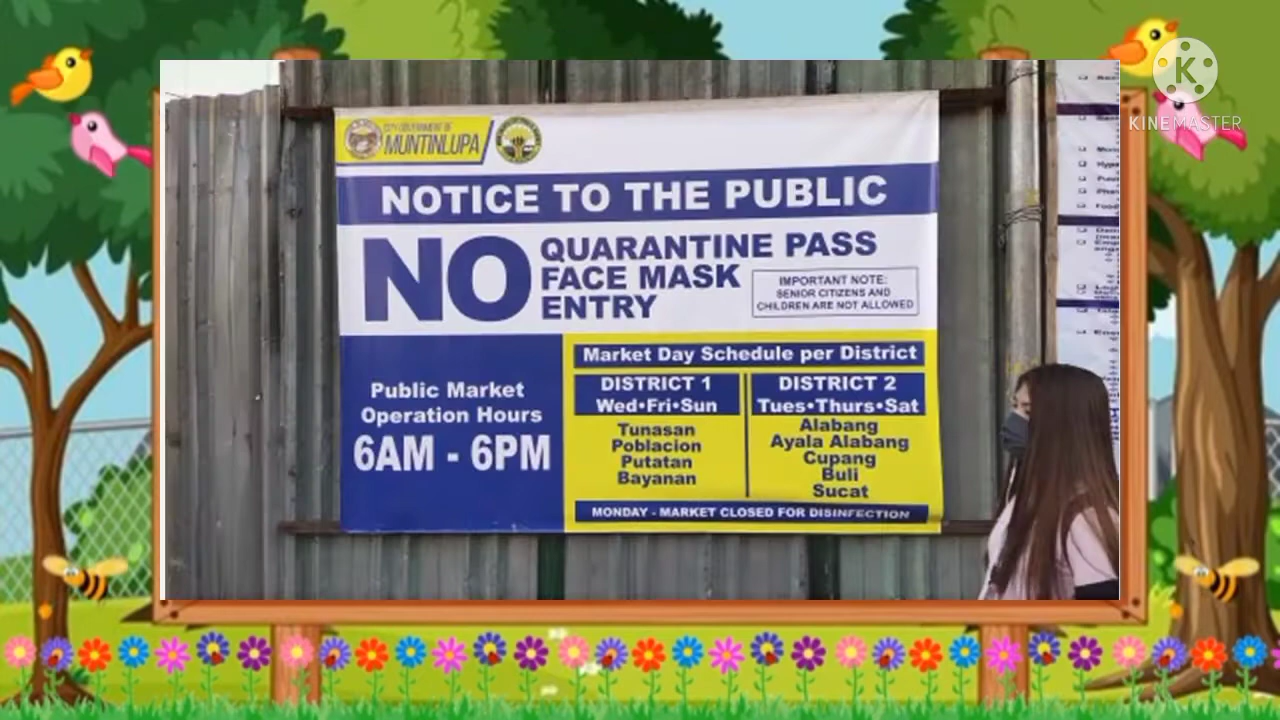 KINEMASTER
CITY GOVERNMENT OF
MUNTINLUPA
NOTICE TO THE PUBLIC
NO
QUARANTINE PASS
FACE MASK
ENTRY
IMPORTANT NOTE:
SENIOR CITIZENS AND
CHILDREN ARE NOT ALLOWED
Public Market
Operation Hours
6AM - 6PM
Market Day Schedule per District
DISTRICT 1
Wed•Fri•Sun
Tunasan
Poblacion
Putatan
Bayanan
DISTRICT 2
Tues•Thurs•Sat
Alabang
Ayala Alabang
Cupang
Buli
Sucat
MONDAY - MARKET CLOSED FOR DISINFECTION